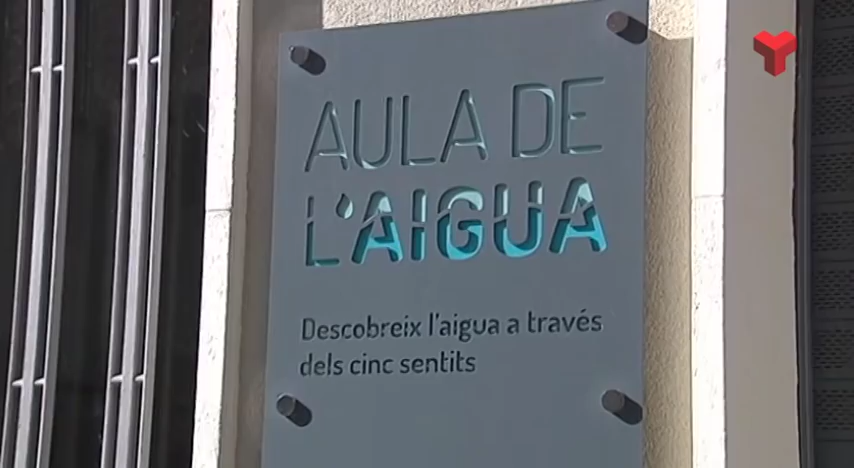 AULA DE
L'AIGUA
Descobreix l'aigua a través
dels cinc sentits